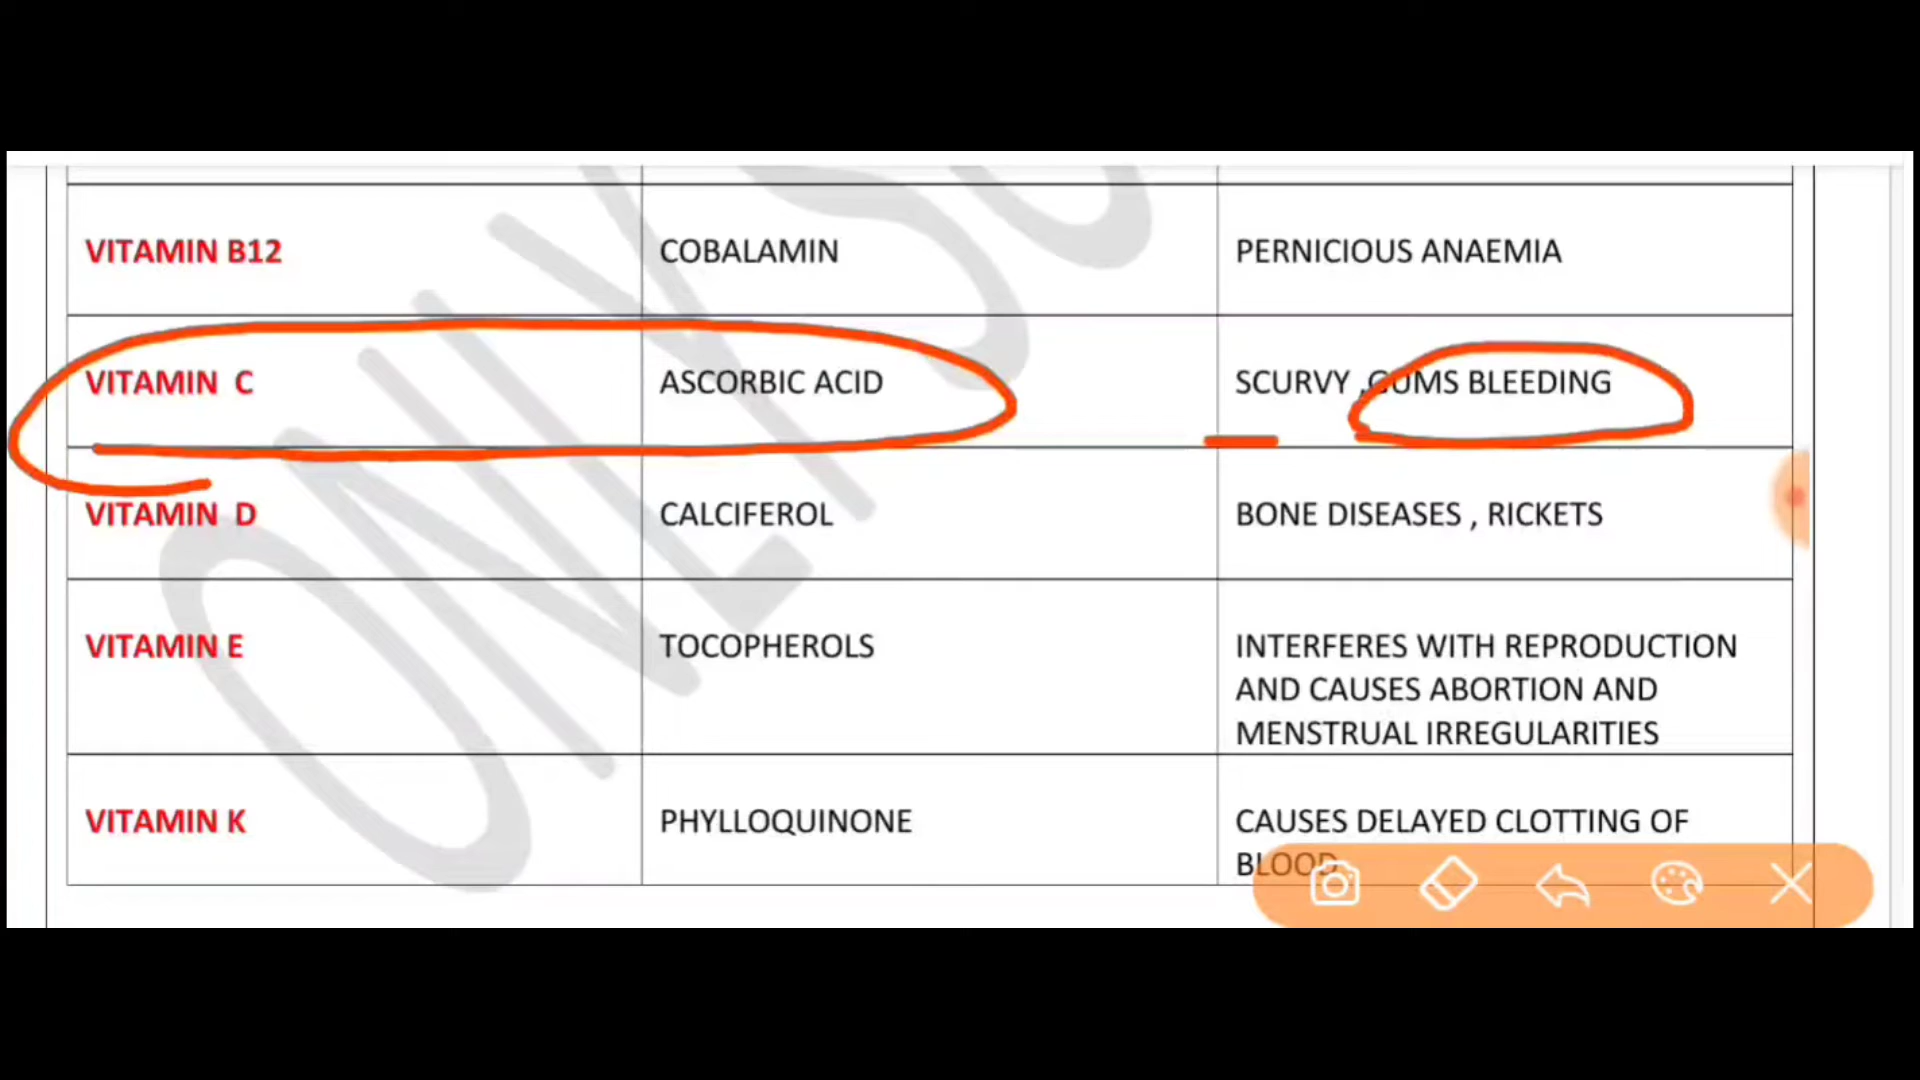 VITAMIN B12 COBALAMIN PERNICIOUS ANAEMIA
VITAMIN C ASCORBIC ACID SCURVY ,GUMS BLEEDING
VITAMIN D CALCIFEROL BONE DISEASES , RICKETS
VITAMIN E TOCOPHEROLS INTERFERES WITH REPRODUCTION
AND CAUSES ABORTION AND
MENSTRUAL IRREGULARITIES
VITAMIN K PHYLLOQUINONE CAUSES DELAYED CLOTTING OF
BLOOD
ONLY